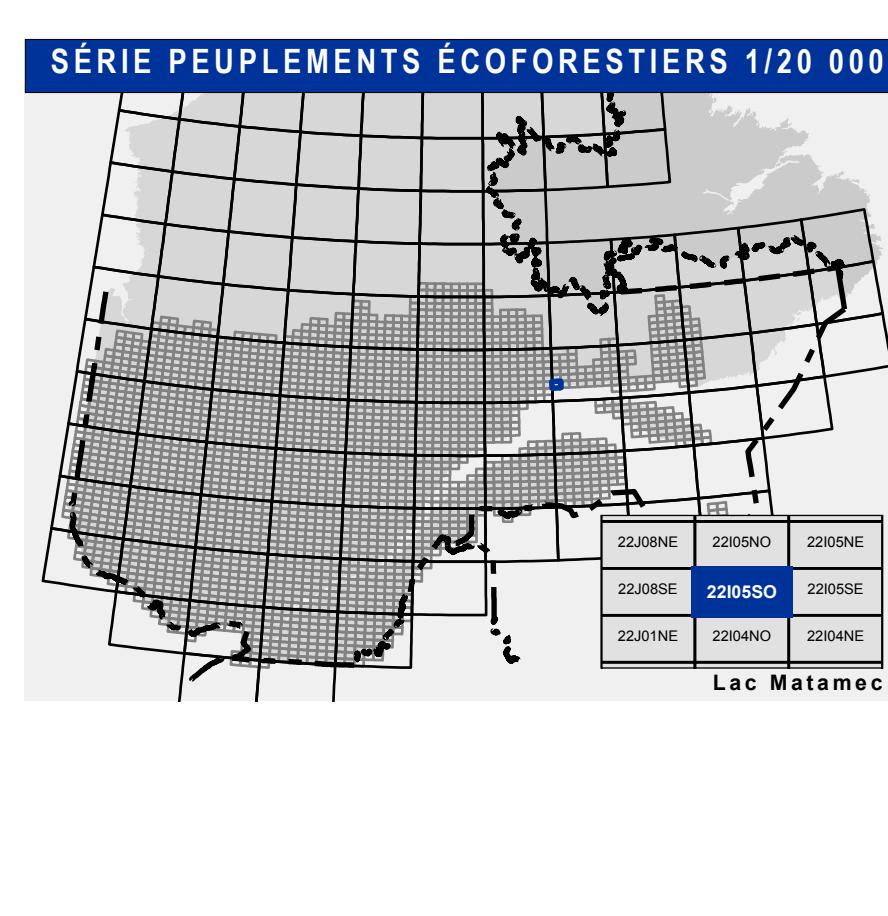 SÉRIE PEUPLEMENTS ÉCOFORESTIERS 1/20 000
22J08NE 22I05NO 22I05NE
22J08SE 22I05SO 22I05SE
22J01NE 22I04NO 22I04NE
Lac Matamec